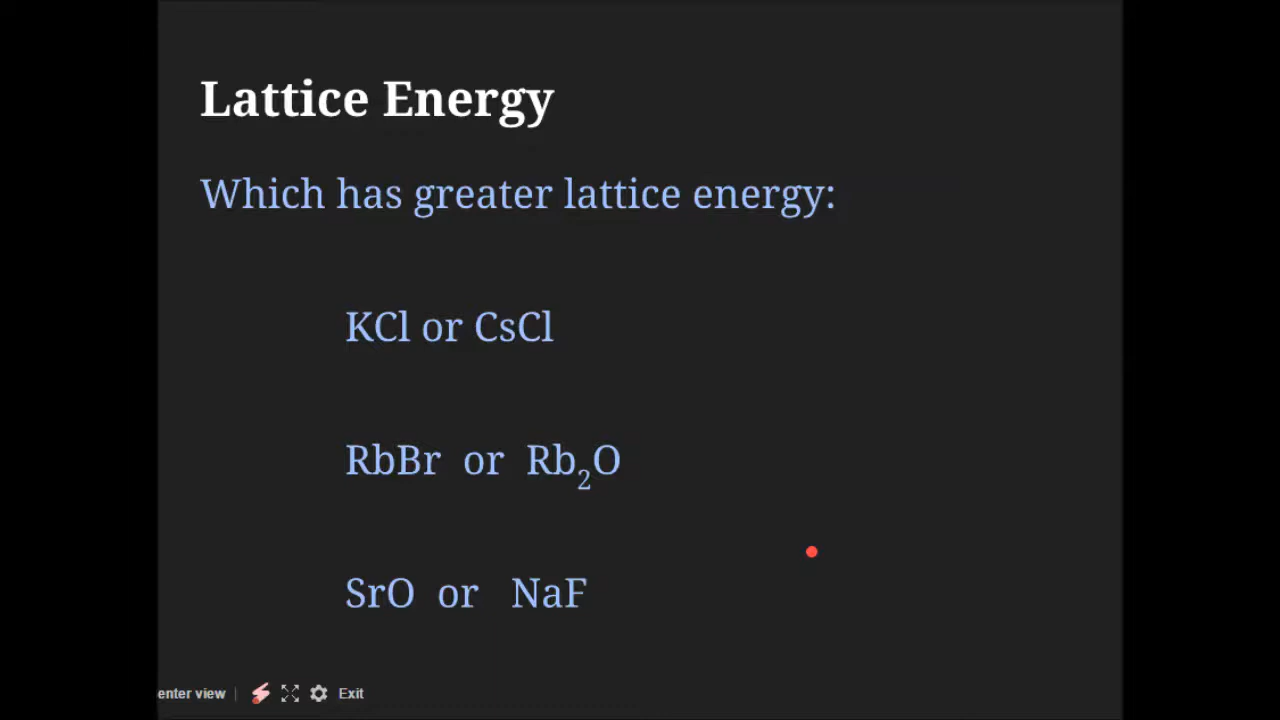 Lattice Energy
Which has greater lattice energy:
KCl or CsCl
RbBr or Rb₂O
SrO or NaF
enter view | Exit